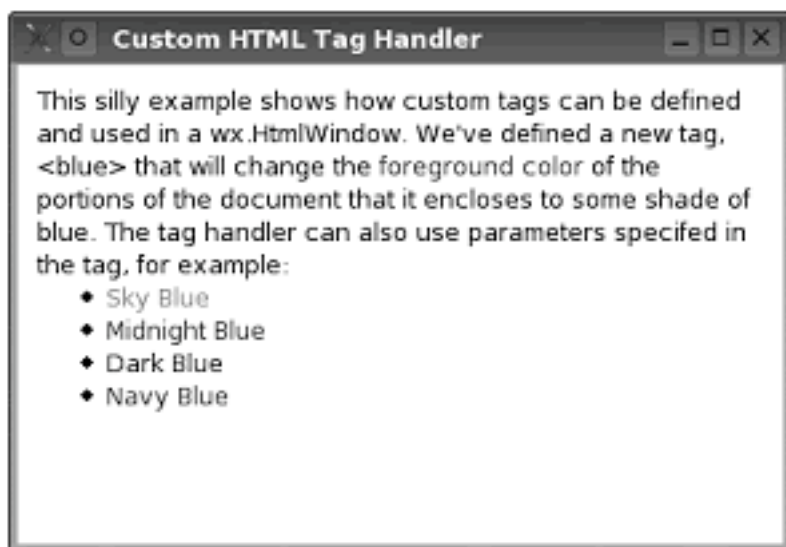 Custom HTML Tag Handler
This silly example shows how custom tags can be defined
and used in a wx.HtmlWindow. We've defined a new tag,
<blue> that will change the foreground color of the
portions of the document that it encloses to some shade of
blue. The tag handler can also use parameters specifed in
the tag, for example:
Sky Blue
Midnight Blue
Dark Blue
Navy Blue